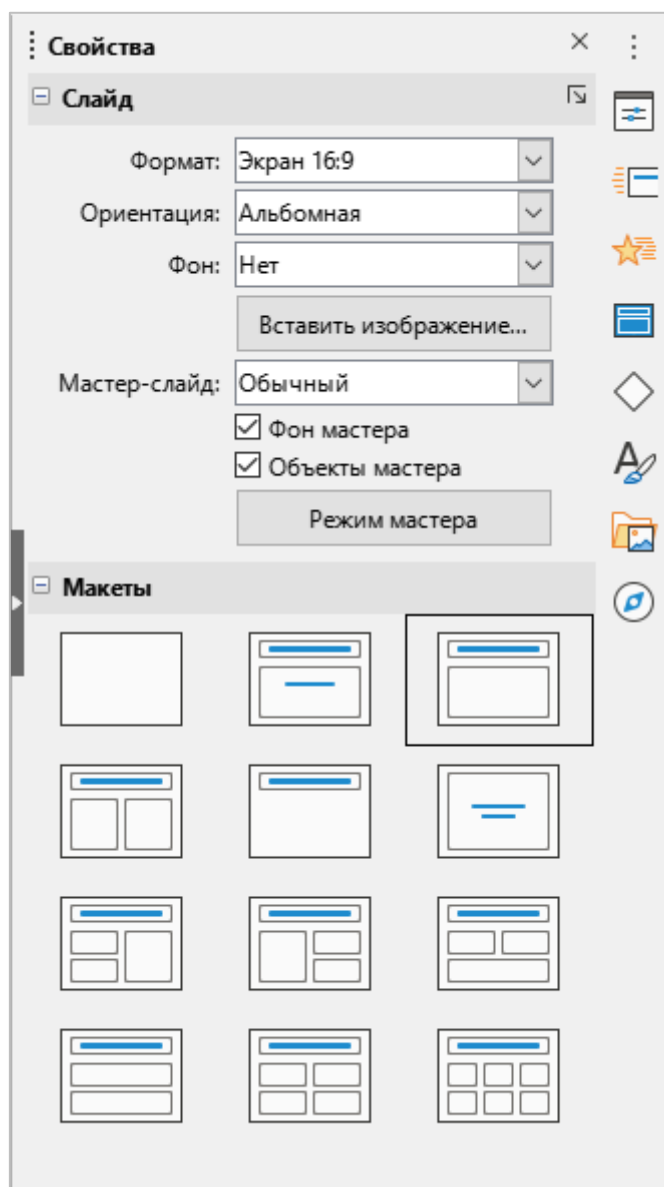 Свойства
Слайд
Формат: Экран 16:9
Ориентация: Альбомная
Фон: Нет
Вставить изображение...
Мастер-слайд: Обычный
Фон мастера
Объекты мастера
Режим мастера
Макеты